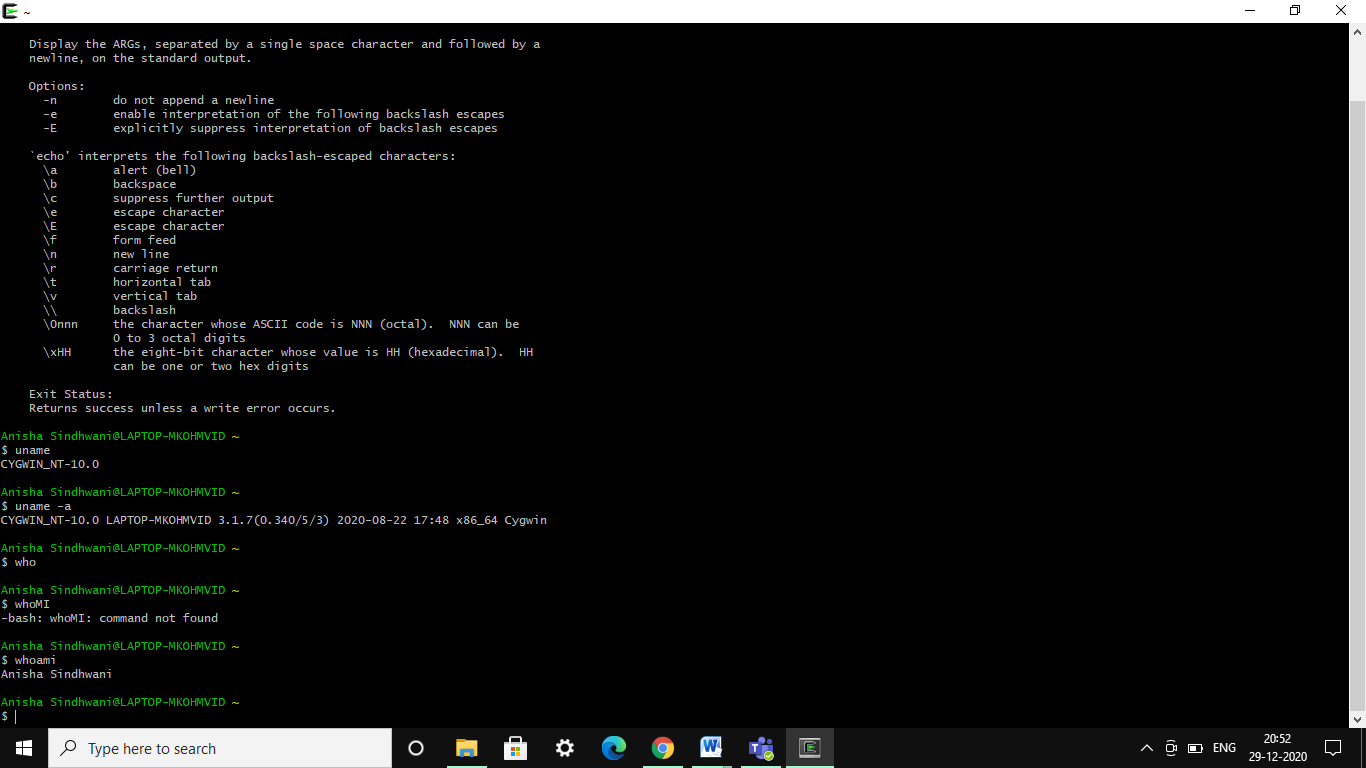 ~
Display the ARGs, separated by a single space character and followed by a
newline, on the standard output.
Options:
-n do not append a newline
-e enable interpretation of the following backslash escapes
-E explicitly suppress interpretation of backslash escapes
`echo' interprets the following backslash-escaped characters:
\a alert (bell)
\b backspace
\c suppress further output
\e escape character
\E escape character
\f form feed
\n new line
\r carriage return
\t horizontal tab
\v vertical tab
\\ backslash
\0nnn the character whose ASCII code is NNN (octal). NNN can be
0 to 3 octal digits
\xHH the eight-bit character whose value is HH (hexadecimal). HH
can be one or two hex digits
Exit Status:
Returns success unless a write error occurs.
Anisha Sindhwani@LAPTOP-MKOHMVID ~
$ uname
CYGWIN_NT-10.0
Anisha Sindhwani@LAPTOP-MKOHMVID ~
$ uname -a
CYGWIN_NT-10.0 LAPTOP-MKOHMVID 3.1.7(0.340/5/3) 2020-08-22 17:48 x86_64 Cygwin
Anisha Sindhwani@LAPTOP-MKOHMVID ~
$ who
Anisha Sindhwani@LAPTOP-MKOHMVID ~
$ whoMI
-bash: whoMI: command not found
Anisha Sindhwani@LAPTOP-MKOHMVID ~
$ whoami
Anisha Sindhwani
Anisha Sindhwani@LAPTOP-MKOHMVID ~
$
Type here to search
ENG
20:52
29-12-2020